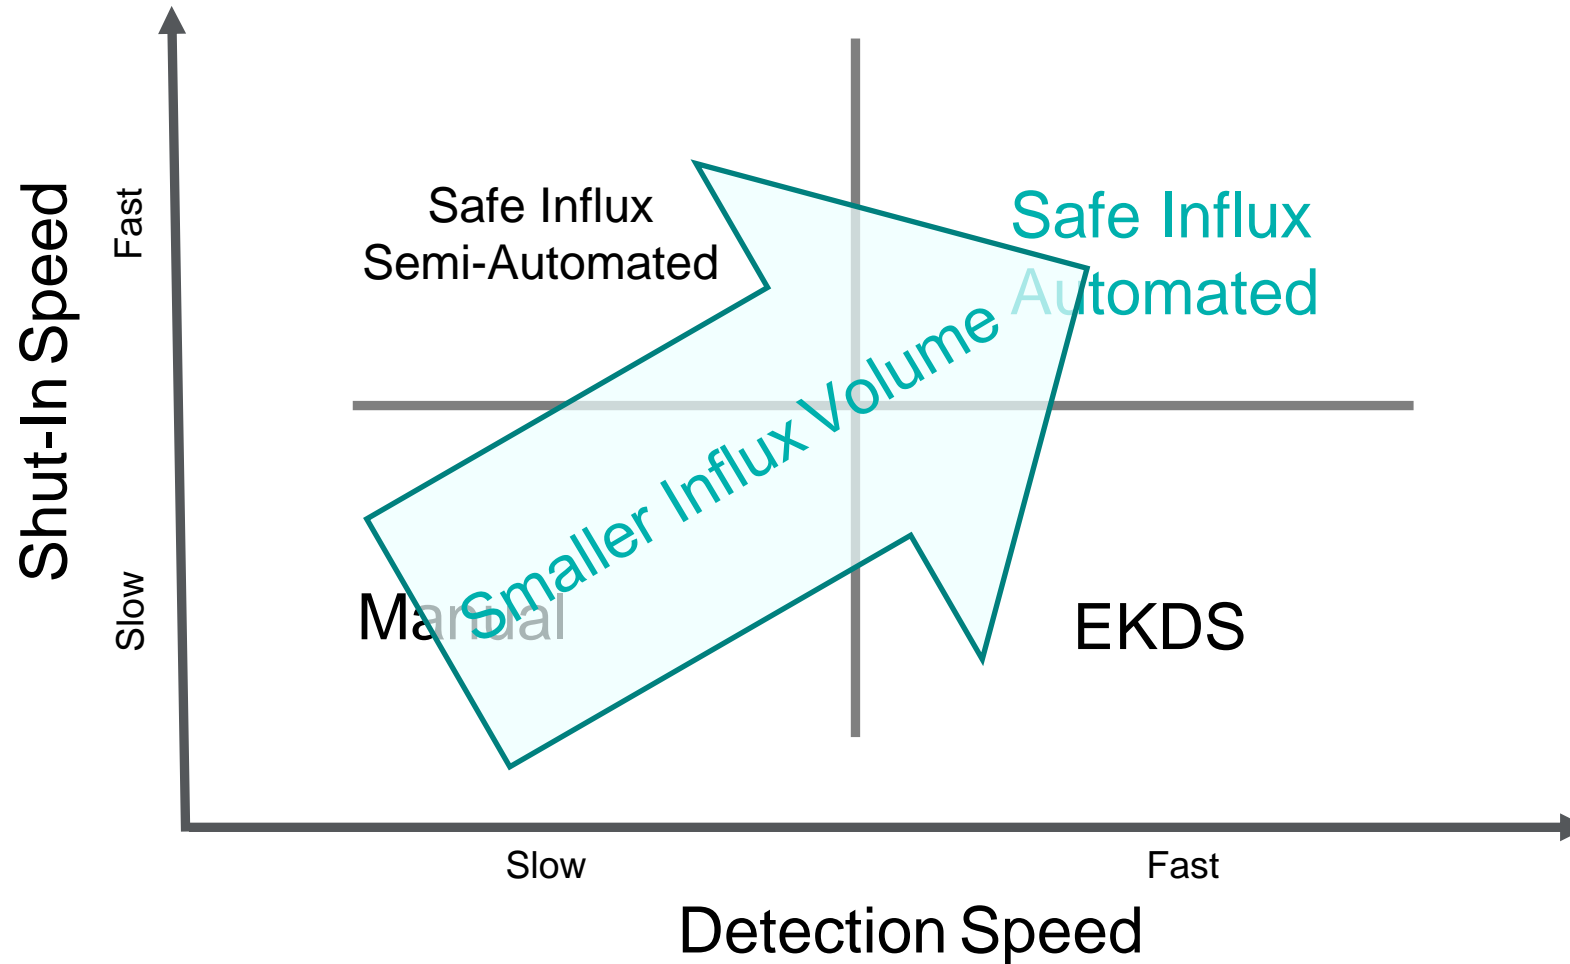 Shut-In Speed
Fast
Slow
Safe Influx
Semi-Automated
Safe Influx
Automated
Smaller Influx Volume
Manual
EKDS
Slow
Fast
Detection Speed